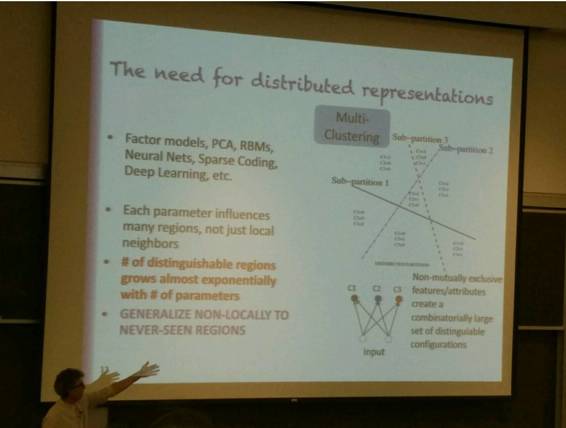 The need for distributed representations
Multi-
Clustering
• Factor models, PCA, RBMs,
Neural Nets, Sparse Coding,
Deep Learning, etc.
• Each parameter influences
many regions, not just local
neighbors
• # of distinguishable regions
grows almost exponentially
with # of parameters
• GENERALIZE NON-LOCALLY TO
NEVER-SEEN REGIONS
Sub-partition 3
Sub-partition 2
Sub-partition 1
Non-mutually exclusive
features/attributes
create a
combinatorially large
set of distinguiable
configurations
C1 C2 C3
input